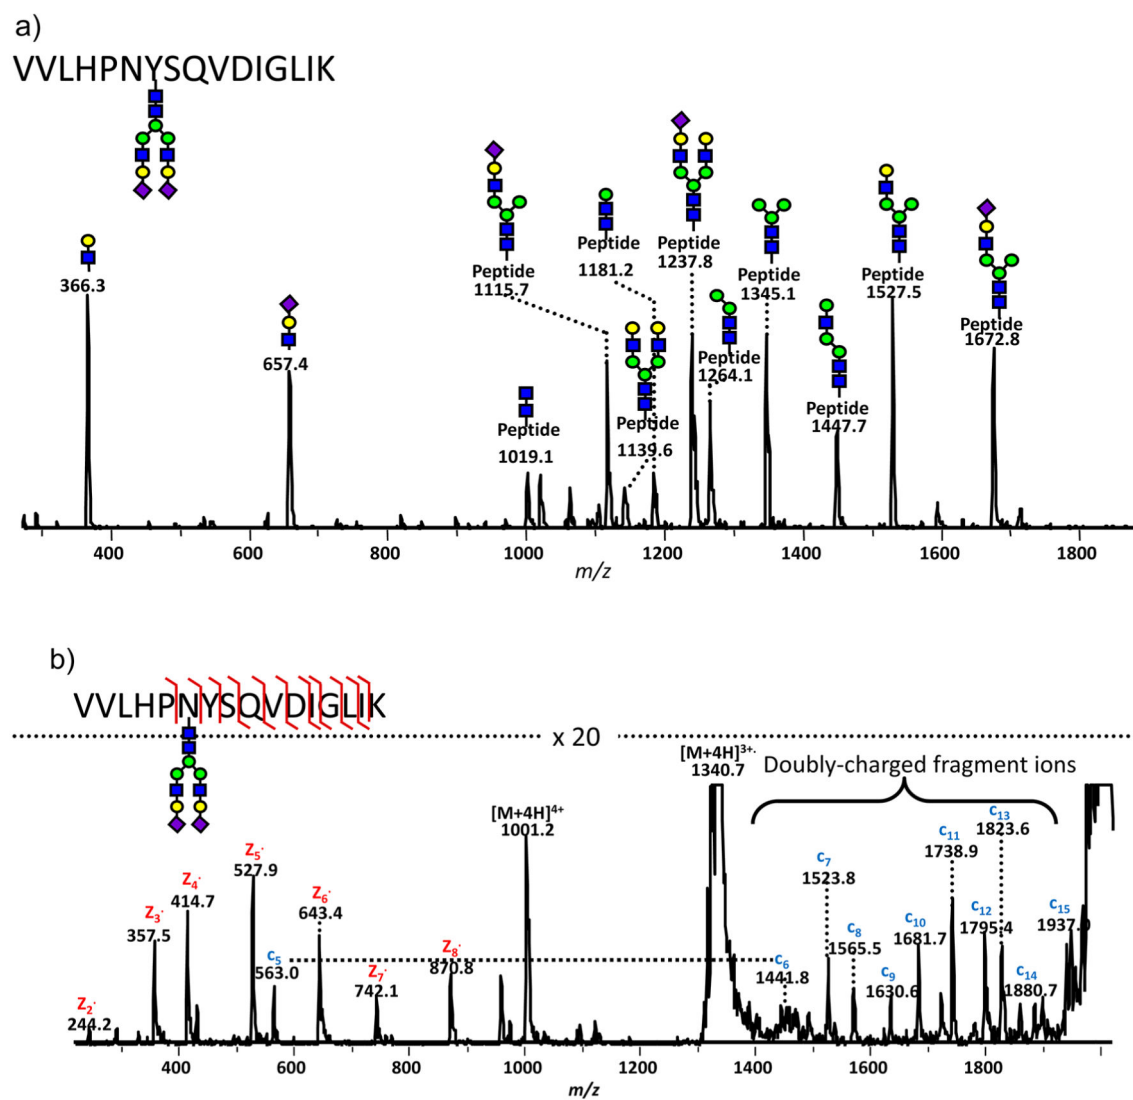 a)
VVLHPNYSQVDIGLIK
366.3
657.4
Peptide
1019.1
Peptide
1115.7
Peptide
1181.2
Peptide
1139.6
Peptide
1237.8
Peptide
1264.1
Peptide
1345.1
Peptide
1447.7
Peptide
1527.5
Peptide
1672.8
400 600 800 1000 1200 1400 1600 1800
m/z
b)
VVLHPNYSQVDIGLIK
x 20
[M+4H]3+.
1340.7
Doubly-charged fragment ions
[M+4H]4+
1001.2
Z2·
244.2
Z3·
357.5
Z4·
414.7
Z5·
527.9
c5
563.0
Z6·
643.4
Z7·
742.1
Z8·
870.8
c6
1441.8
c7
1523.8
c8
1565.5
c9
1630.6
c10
1681.7
c11
1738.9
c12
1795.4
c13
1823.6
c14
1880.7
c15
1937.0
400 600 800 1000 1200 1400 1600 1800
m/z